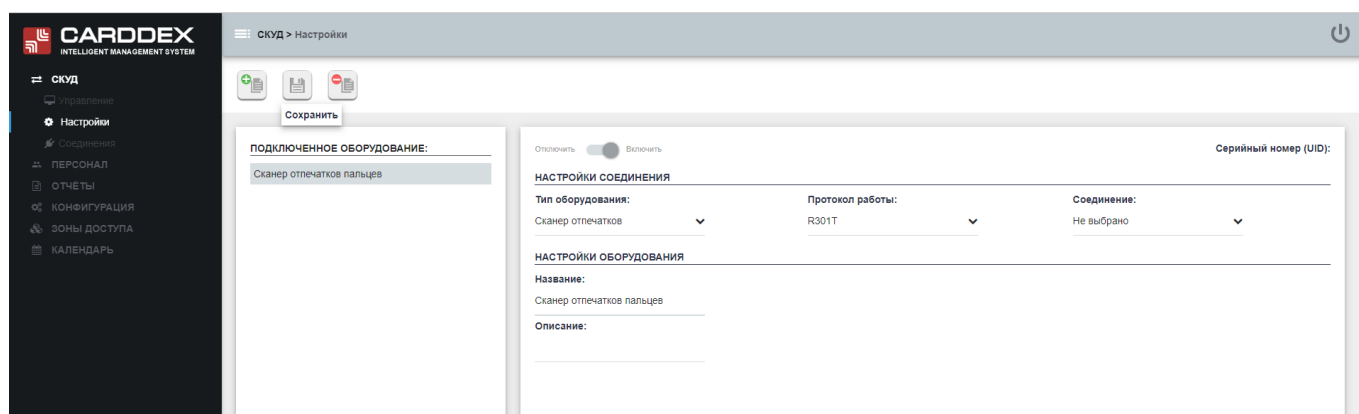 CARDDEX
INTELLIGENT MANAGEMENT SYSTEM
СКУД > Настройки
СКУД
Управление
Настройки
Соединения
ПЕРСОНАЛ
ОТЧЁТЫ
КОНФИГУРАЦИЯ
ЗОНЫ ДОСТУПА
КАЛЕНДАРЬ
Сохранить
ПОДКЛЮЧЕННОЕ ОБОРУДОВАНИЕ:
Сканер отпечатков пальцев
Отключить Включить Серийный номер (UID):
НАСТРОЙКИ СОЕДИНЕНИЯ
Тип оборудования: Протокол работы: Соединение:
Сканер отпечатков R301T Не выбрано
НАСТРОЙКИ ОБОРУДОВАНИЯ
Название:
Сканер отпечатков пальцев
Описание: